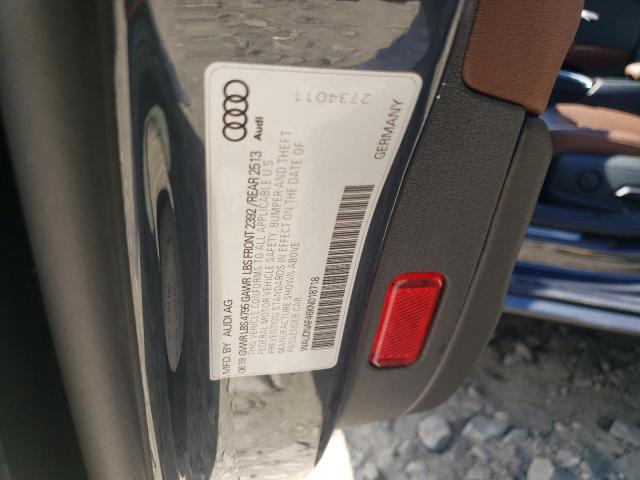 2734011
Audi
GERMANY
MFD BY AUDI AG
06 19 GVWR LBS 4795 GAWR LBS FRONT 2392 / REAR 2513
THIS VEHICLE CONFORMS TO ALL APPLICABLE U S
FEDERAL MOTOR VEHICLE SAFETY, BUMPER AND THEFT
PREVENTION STANDARDS IN EFFECT ON THE DATE OF
MANUFACTURE SHOWN ABOVE
PASSENGER CAR